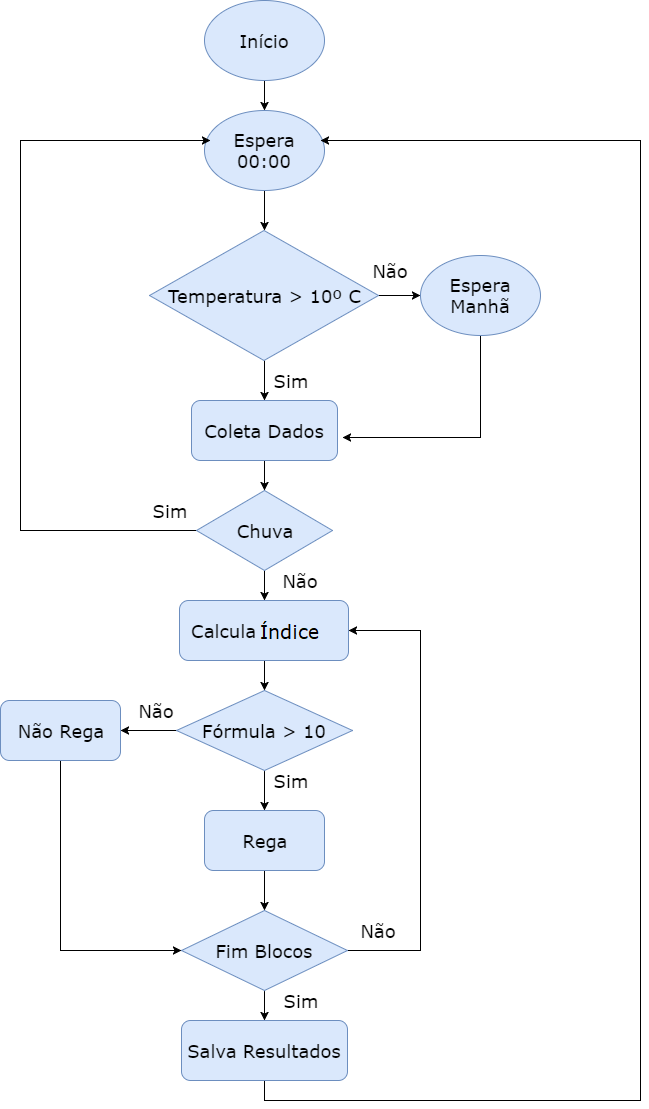 Início
Espera
00:00
Temperatura > 10º C
Não
Espera
Manhã
Sim
Coleta Dados
Sim
Chuva
Não
Calcula Índice
Não
Fórmula > 10
Não Rega
Sim
Rega
Não
Fim Blocos
Sim
Salva Resultados